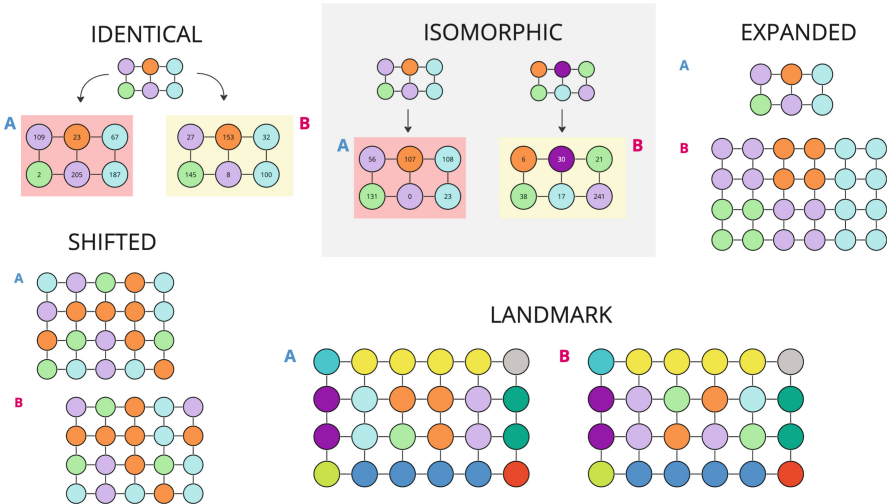 IDENTICAL
A
109 23 67
2 205 187
27 153 32
145 8 100
B
ISOMORPHIC
A
56 107 108
131 0 23
6 30 21
38 17 241
B
EXPANDED
A
B
SHIFTED
A
B
LANDMARK
A
B